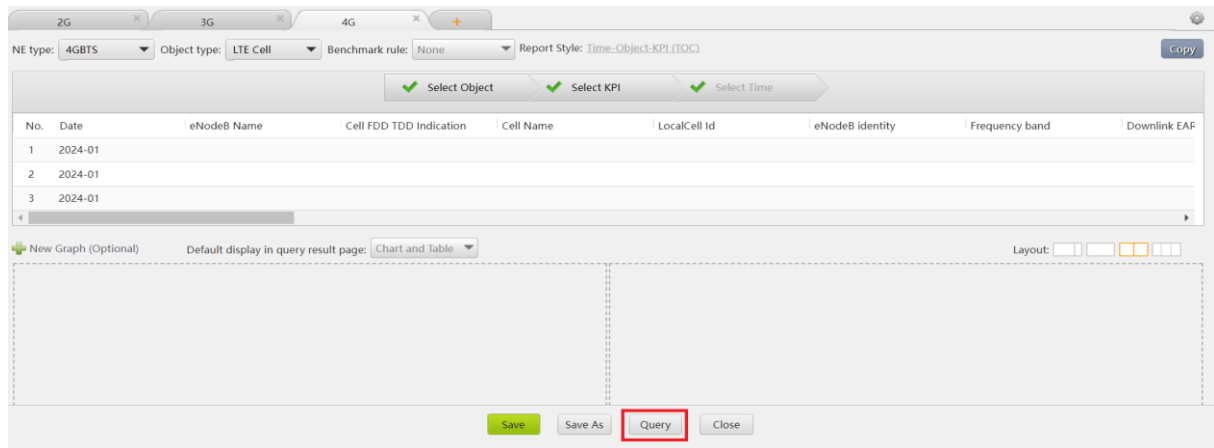 2G 3G 4G +
NE type: 4GBTS Object type: LTE Cell Benchmark rule: None Report Style: Time-Object-KPI (TOC) Copy
Select Object Select KPI Select Time
No. Date eNodeB Name Cell FDD TDD Indication Cell Name LocalCell Id eNodeB identity Frequency band Downlink EAR
1 2024-01
2 2024-01
3 2024-01
New Graph (Optional) Default display in query result page: Chart and Table Layout:
Save Save As Query Close